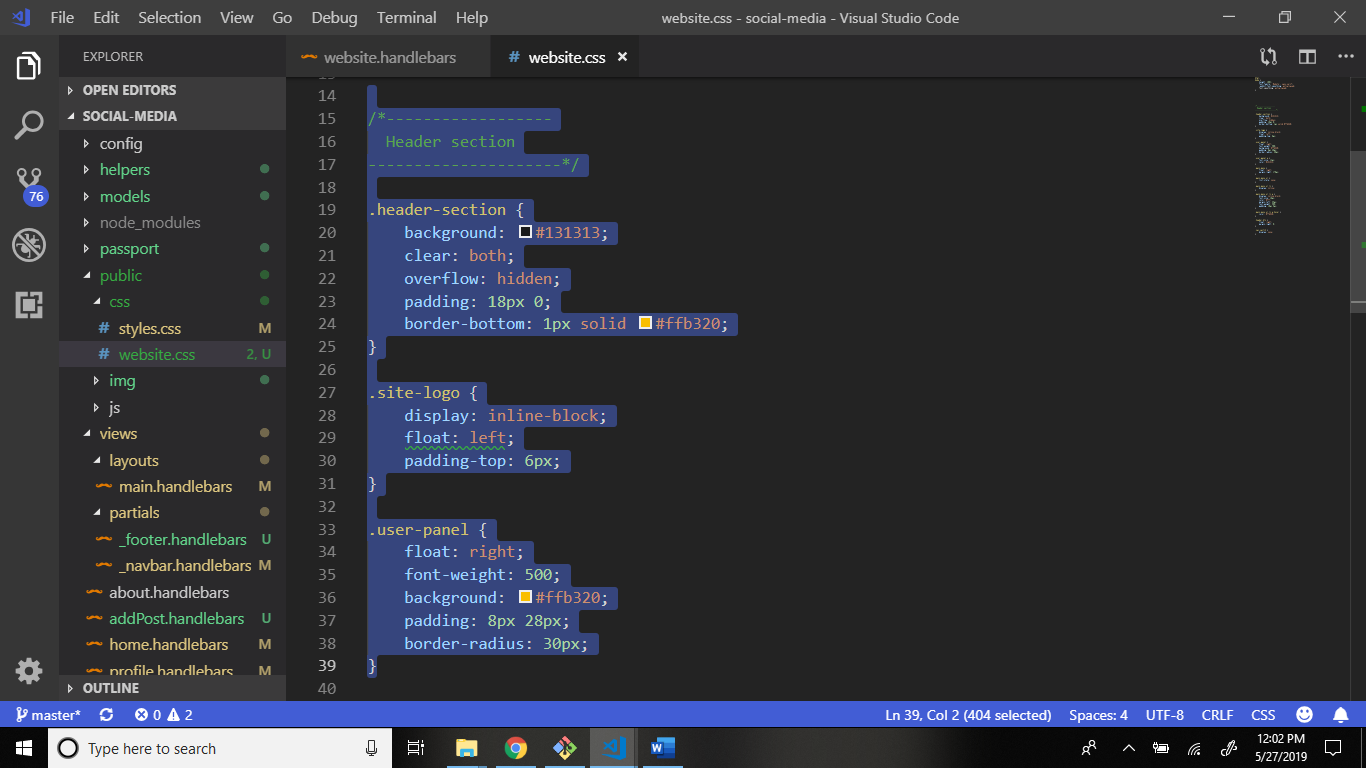 File Edit Selection View Go Debug Terminal Help website.css - social-media - Visual Studio Code
EXPLORER
OPEN EDITORS
SOCIAL-MEDIA
config
helpers
models
node_modules
passport
public
css
styles.css M
website.css 2, U
img
js
views
layouts
main.handlebars M
partials
_footer.handlebars U
_navbar.handlebars M
about.handlebars
addPost.handlebars U
home.handlebars M
profile.handlebars M
OUTLINE
76
website.handlebars
# website.css
14
15 /*------------------
16 Header section
17 ---------------------*/
18
19 .header-section {
20 background: #131313;
21 clear: both;
22 overflow: hidden;
23 padding: 18px 0;
24 border-bottom: 1px solid #ffb320;
25 }
26
27 .site-logo {
28 display: inline-block;
29 float: left;
30 padding-top: 6px;
31 }
32
33 .user-panel {
34 float: right;
35 font-weight: 500;
36 background: #ffb320;
37 padding: 8px 28px;
38 border-radius: 30px;
39 }
40
master* 0 2 Ln 39, Col 2 (404 selected) Spaces: 4 UTF-8 CRLF CSS
Type here to search
12:02 PM
5/27/2019